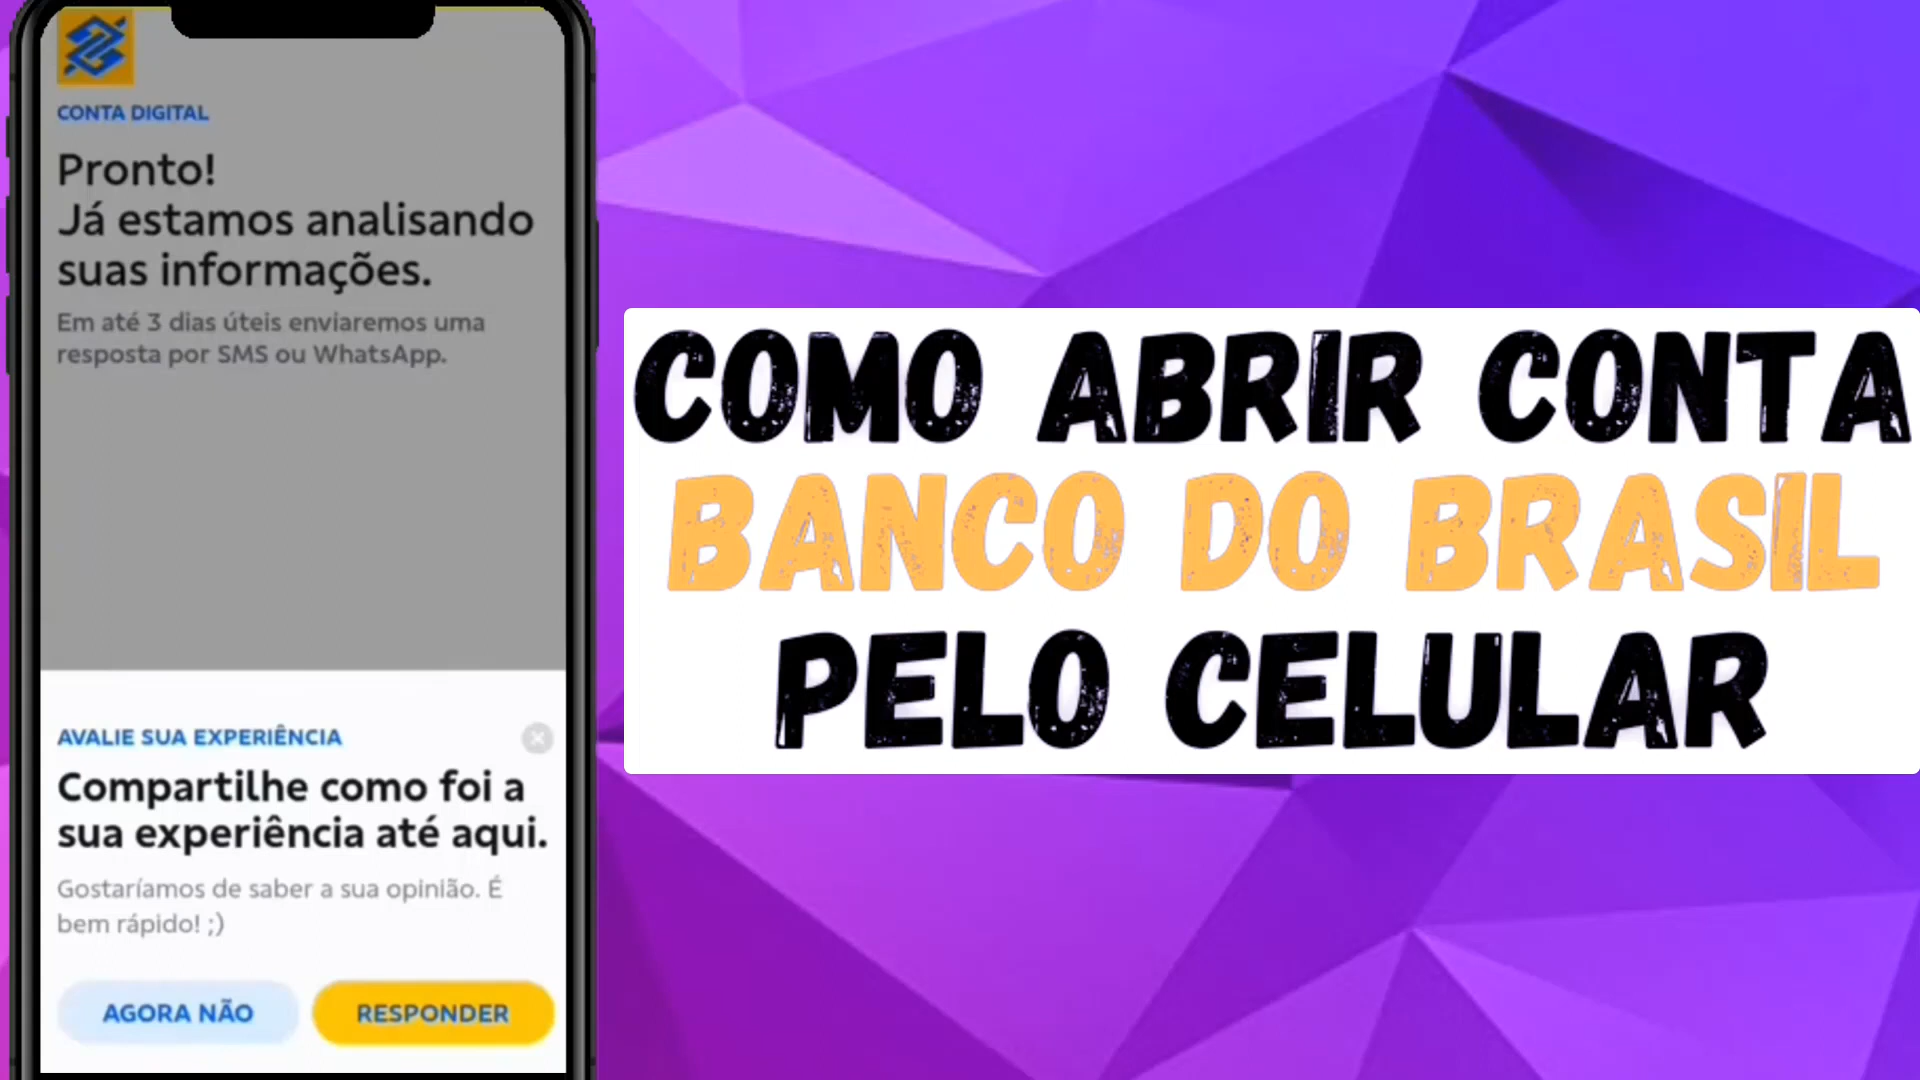 CONTA DIGITAL
Pronto!
Já estamos analisando
suas informações.
Em até 3 dias úteis enviaremos uma
resposta por SMS ou WhatsApp.
AVALIE SUA EXPERIÊNCIA
Compartilhe como foi a
sua experiência até aqui.
Gostaríamos de saber a sua opinião. É
bem rápido! ;)
AGORA NÃO
RESPONDER
COMO ABRIR CONTA
BANCO DO BRASIL
PELO CELULAR